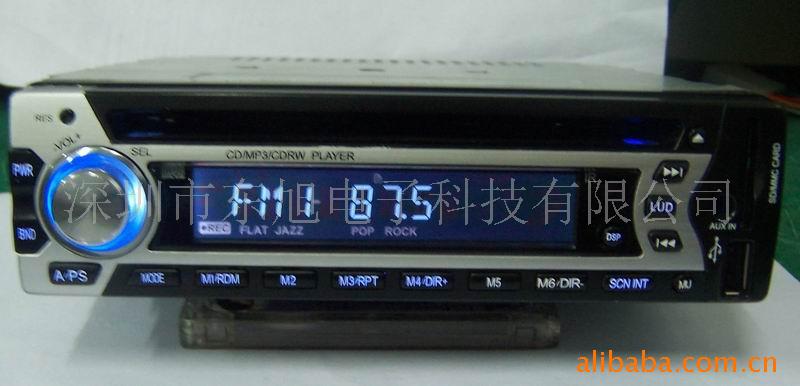 RES
VOL+
SEL
CD/MP3/CDRW PLAYER
PWR
BND
FM1 87.5
REC FLAT JAZZ POP ROCK
深圳市东旭电子科技有限公司
LUD
DSP
AUX IN
SD/MMC CARD
A/PS MODE M1/RDM M2 M3/RPT M4/DIR+ M5 M6/DIR- SCN INT MU
alibaba.com.cn